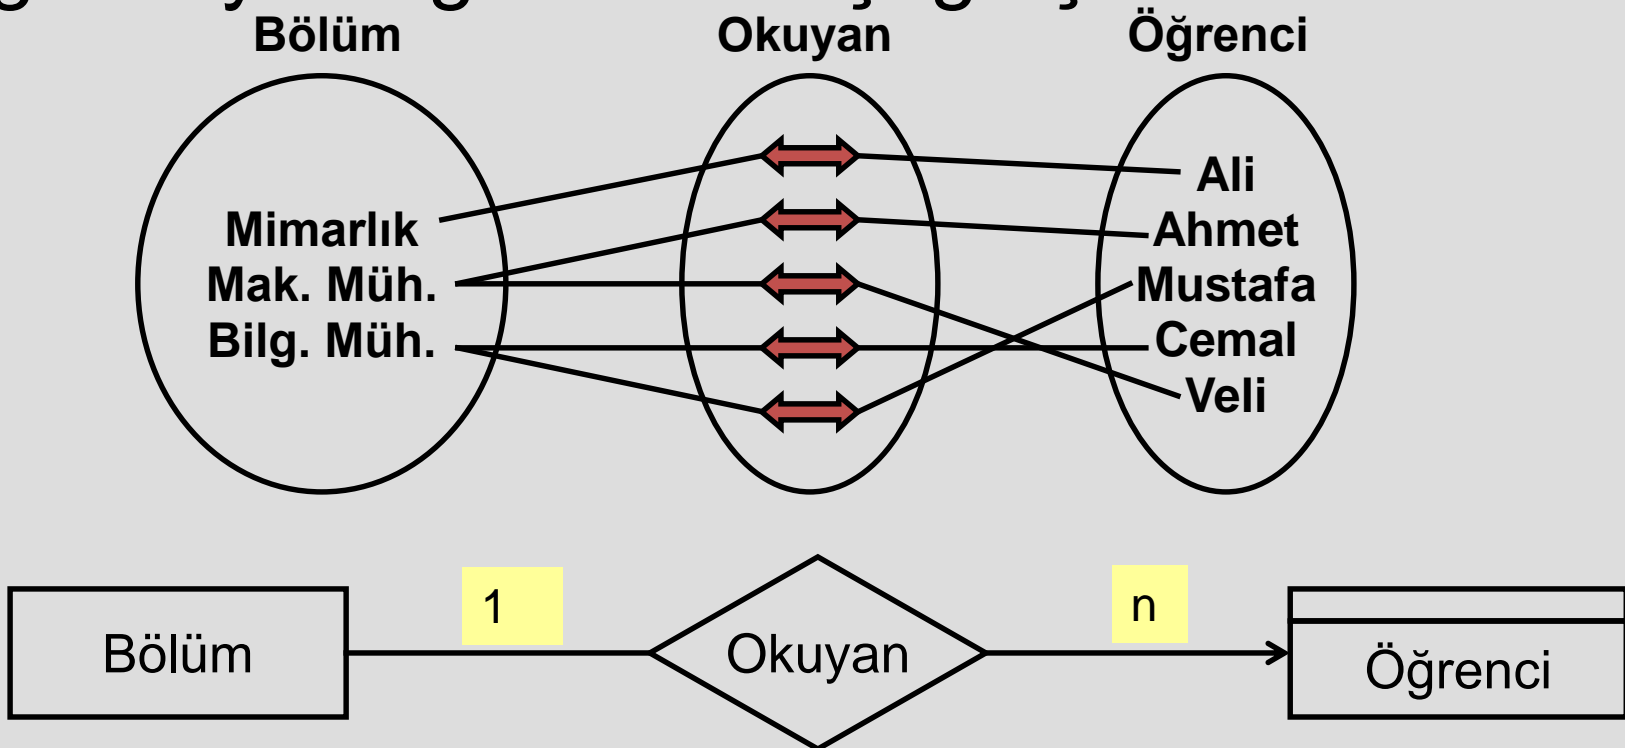 Bölüm Okuyan Öğrenci
Mimarlık
Mak. Müh.
Bilg. Müh.
Ali
Ahmet
Mustafa
Cemal
Veli
1
n
Bölüm
Okuyan
Öğrenci